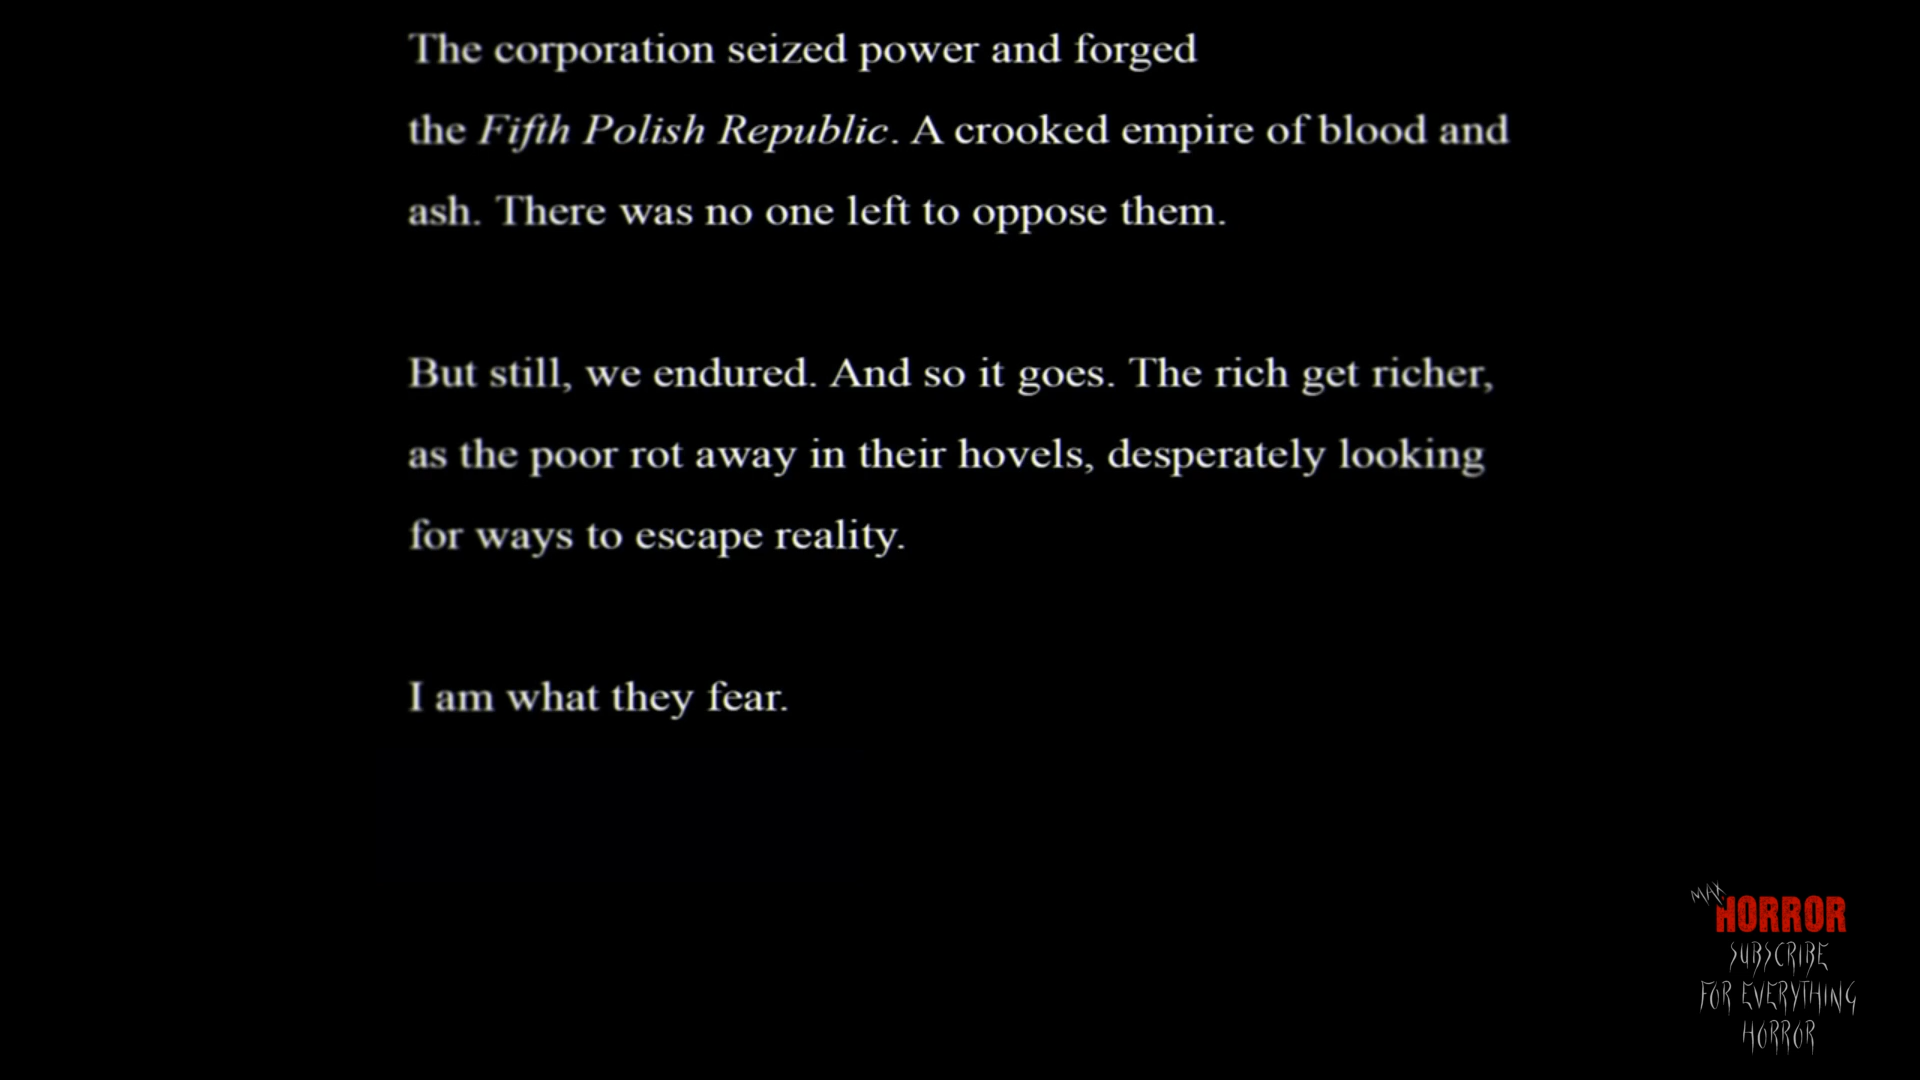 The corporation seized power and forged
the Fifth Polish Republic. A crooked empire of blood and
ash. There was no one left to oppose them.
But still, we endured. And so it goes. The rich get richer,
as the poor rot away in their hovels, desperately looking
for ways to escape reality.
I am what they fear.
MAX
HORROR
SUBSCRIBE
FOR EVERYTHING
HORROR